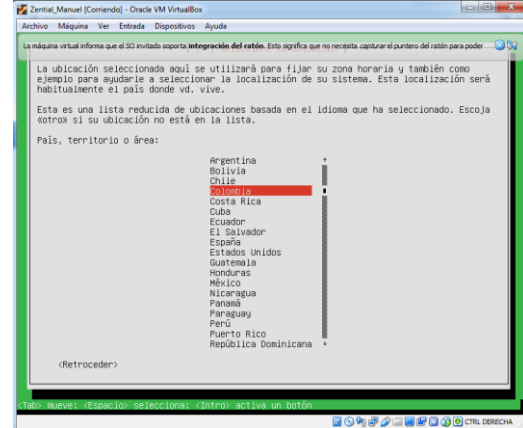 Zential_Manuel [Corriendo] - Oracle VM VirtualBox
Archivo Máquina Ver Entrada Dispositivos Ayuda
La máquina virtual informa que el SO invitado soporta integración del ratón. Esto significa que no necesita capturar el puntero del ratón para poder
La ubicación seleccionada aquí se utilizará para fijar su zona horaria y también como
ejemplo para ayudarle a seleccionar la localización de su sistema. Esta localización será
habitualmente el país donde vd. vive.
Esta es una lista reducida de ubicaciones basada en el idioma que ha seleccionado. Escoja
«otro» si su ubicación no está en la lista.
País, territorio o área:
Argentina
Bolivia
Chile
Colombia
Costa Rica
Cuba
Ecuador
El Salvador
España
Estados Unidos
Guatemala
Honduras
México
Nicaragua
Panamá
Paraguay
Perú
Puerto Rico
República Dominicana
<Retroceder>
<Tab> mueve; <Espacio> selecciona; <Intro> activa un botón
CTRL DERECHA